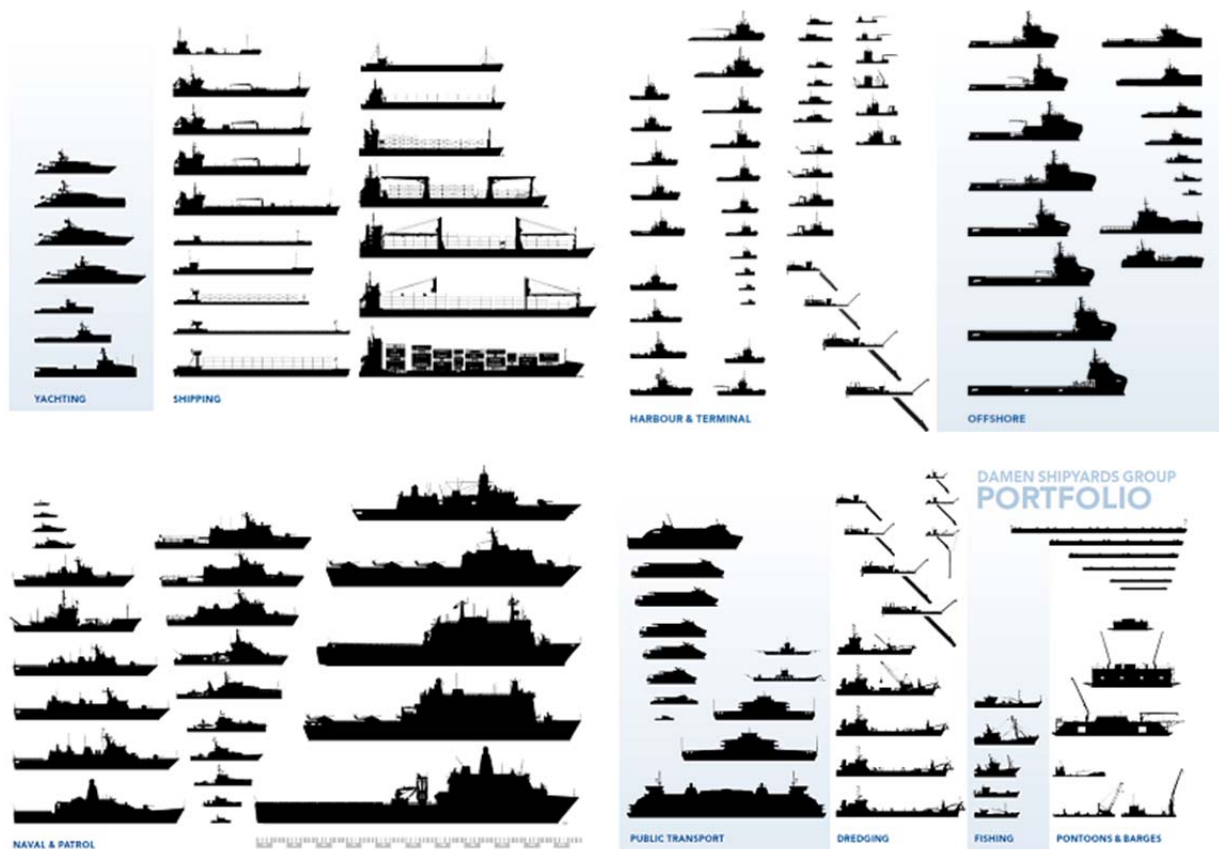 YACHTING
SHIPPING
HARBOUR & TERMINAL
OFFSHORE
DAMEN SHIPYARDS GROUP
PORTFOLIO
NAVAL & PATROL
PUBLIC TRANSPORT
DREDGING
FISHING
PONTOONS & BARGES